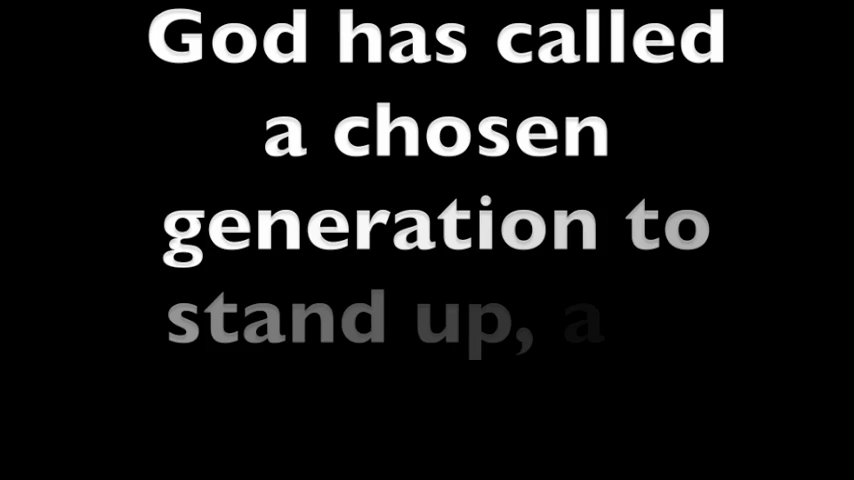 God has called
a chosen
generation to
stand up, a